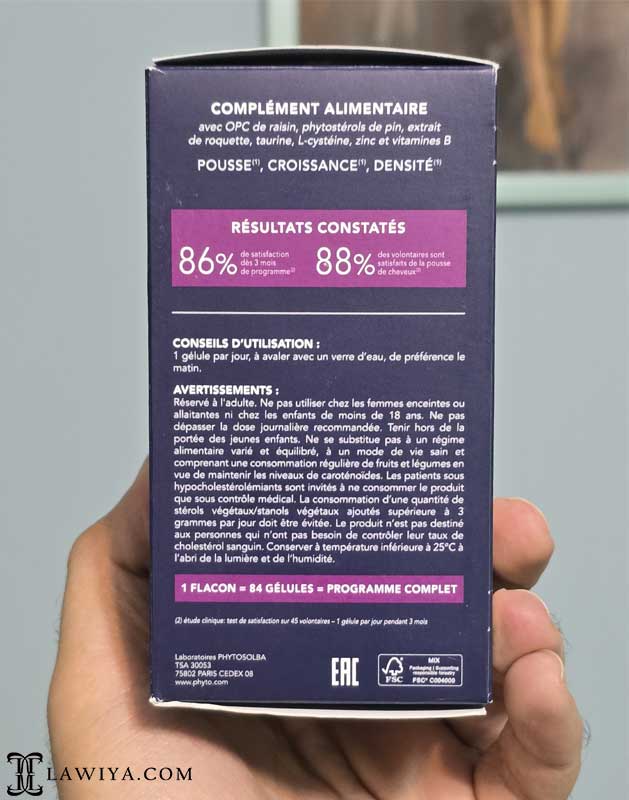 COMPLÉMENT ALIMENTAIRE
avec OPC de raisin, phytostérols de pin, extrait
de roquette, taurine, L-cystéine, zinc et vitamines B
POUSSE(1), CROISSANCE(1), DENSITÉ(1)
RÉSULTATS CONSTATÉS
86% de satisfaction dès 3 mois de programme(2)
88% des volontaires sont satisfaits de la pousse de cheveux(2)
CONSEILS D'UTILISATION :
1 gélule par jour, à avaler avec un verre d'eau, de préférence le
matin.
AVERTISSEMENTS :
Réservé à l'adulte. Ne pas utiliser chez les femmes enceintes ou
allaitantes ni chez les enfants de moins de 18 ans. Ne pas
dépasser la dose journalière recommandée. Tenir hors de la
portée des jeunes enfants. Ne se substitue pas à un régime
alimentaire varié et équilibré, à un mode de vie sain et
comprenant une consommation régulière de fruits et légumes en
vue de maintenir les niveaux de caroténoïdes. Les patients sous
hypocholestérolémiants sont invités à ne consommer le produit
que sous contrôle médical. La consommation d'une quantité de
stérols végétaux/stanols végétaux ajoutés supérieure à 3
grammes par jour doit être évitée. Le produit n'est pas destiné
aux personnes qui n'ont pas besoin de contrôler leur taux de
cholestérol sanguin. Conserver à température inférieure à 25°C à
l'abri de la lumière et de l'humidité.
1 FLACON = 84 GÉLULES = PROGRAMME COMPLET
(2) étude clinique: test de satisfaction sur 45 volontaires – 1 gélule par jour pendant 3 mois
Laboratoires PHYTOSOLBA
TSA 30053
75802 PARIS CEDEX 08
www.phyto.com
EAC
FSC
MIX
Packaging | Supporting
responsible forestry
FSC® C004000
LAWIYA.COM